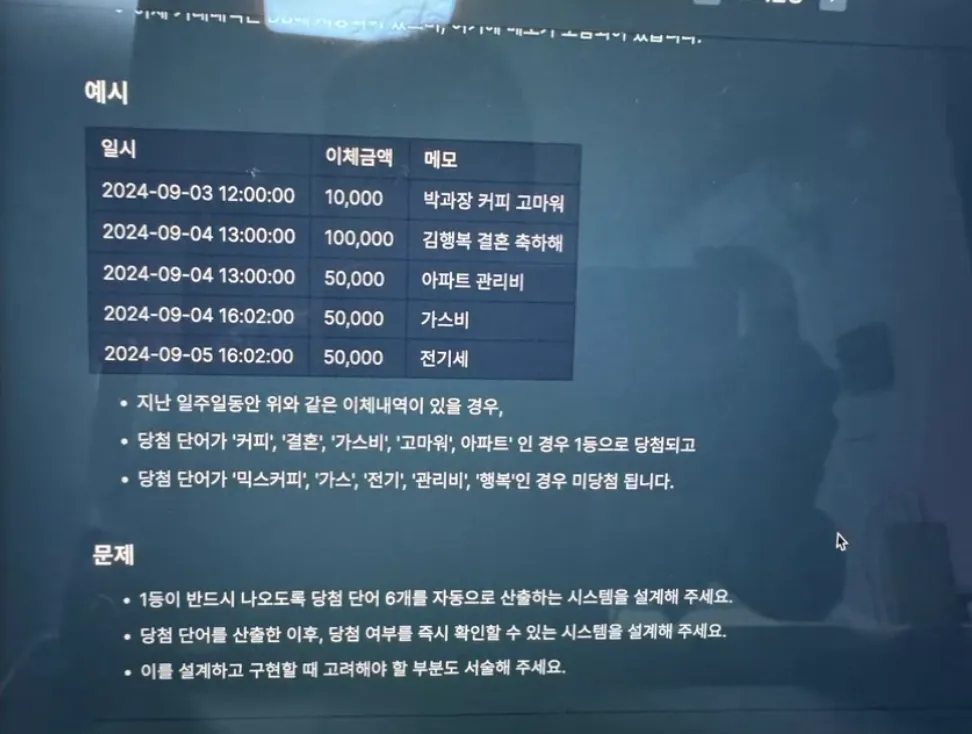 예시
일시 이체금액 메모
2024-09-03 12:00:00 10,000 박과장 커피 고마워
2024-09-04 13:00:00 100,000 김행복 결혼 축하해
2024-09-04 13:00:00 50,000 아파트 관리비
2024-09-04 16:02:00 50,000 가스비
2024-09-05 16:02:00 50,000 전기세
• 지난 일주일동안 위와 같은 이체내역이 있을 경우,
• 당첨 단어가 '커피', '결혼', '가스비', '고마워', 아파트' 인 경우 1등으로 당첨되고
• 당첨 단어가 '믹스커피', '가스', '전기', '관리비', '행복'인 경우 미당첨 됩니다.
문제
• 1등이 반드시 나오도록 당첨 단어 6개를 자동으로 산출하는 시스템을 설계해 주세요.
• 당첨 단어를 산출한 이후, 당첨 여부를 즉시 확인할 수 있는 시스템을 설계해 주세요.
• 이를 설계하고 구현할 때 고려해야 할 부분도 서술해 주세요.